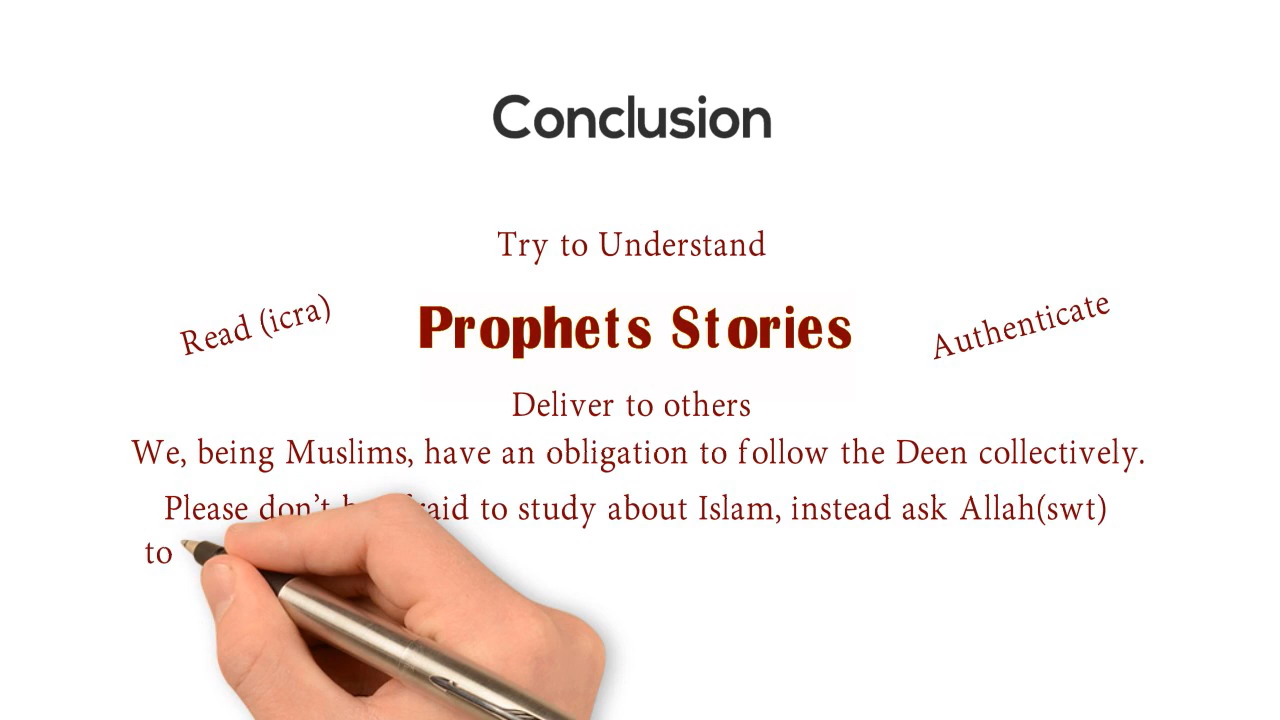 Conclusion
Try to Understand
Read (icra)
Prophets Stories
Authenticate
Deliver to others
We, being Muslims, have an obligation to follow the Deen collectively.
Please don't to study about Islam, instead ask Allah(swt)
to